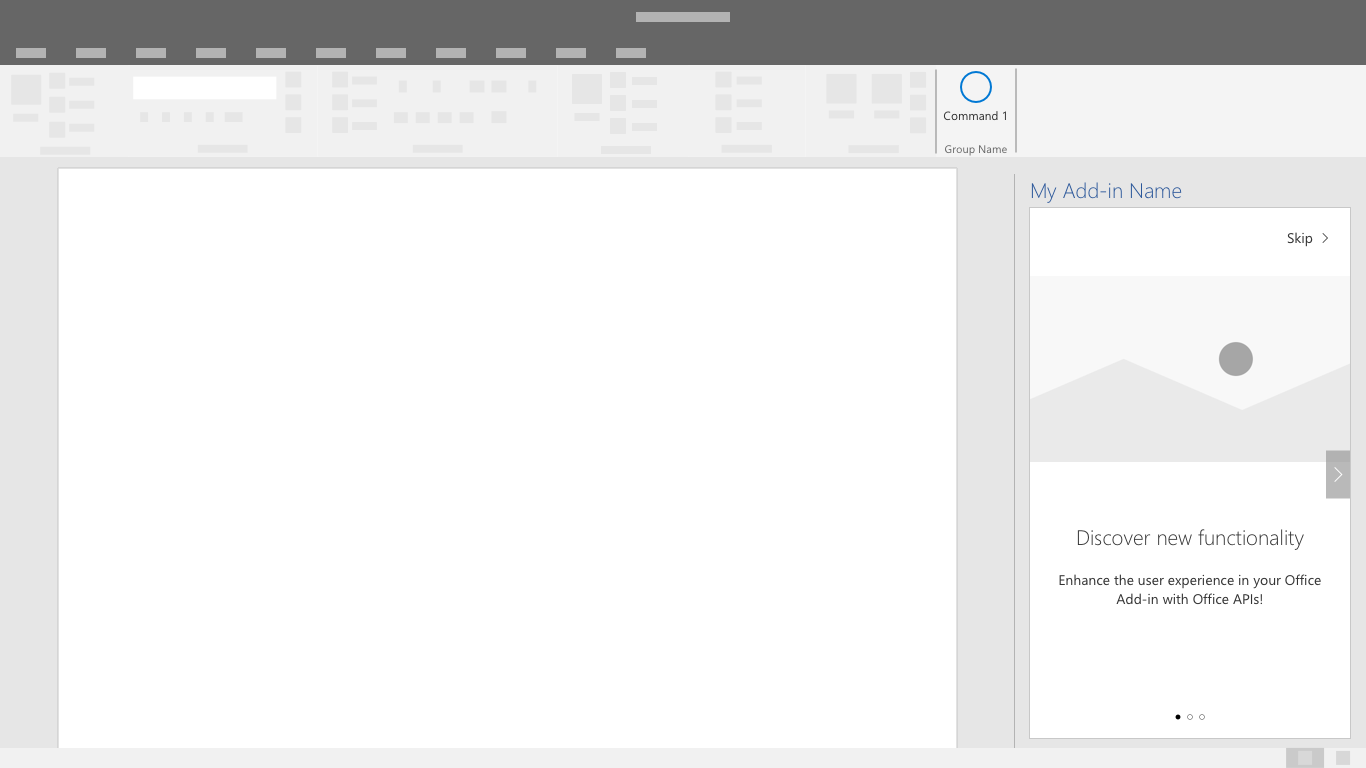 Command 1
Group Name
My Add-in Name
Skip
Discover new functionality
Enhance the user experience in your Office
Add-in with Office APIs!